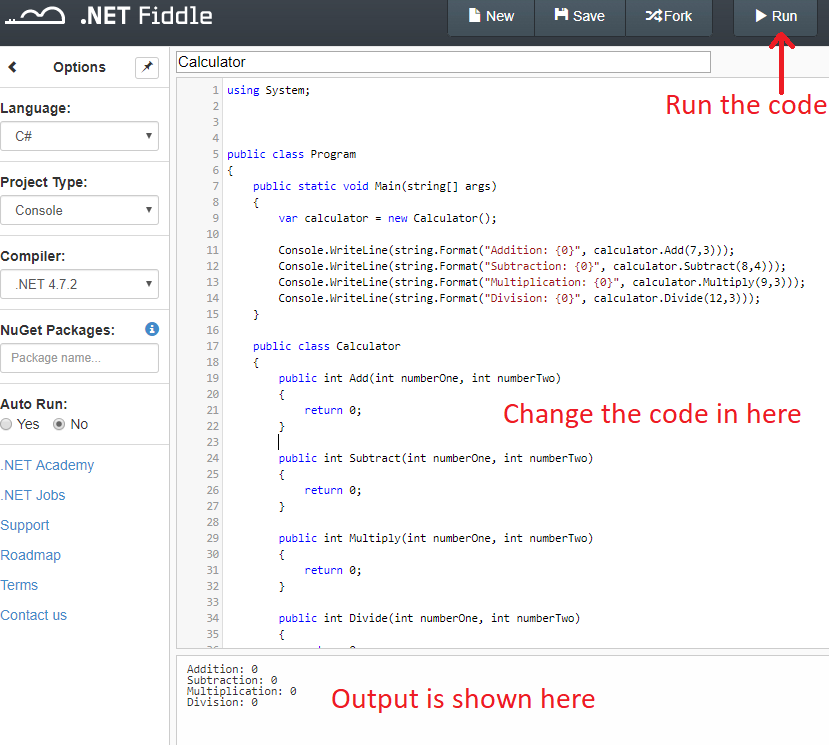 .NET Fiddle
New
Save
Fork
Run
Options
Calculator
Run the code
Language:
C#
Project Type:
Console
Compiler:
.NET 4.7.2
NuGet Packages:
Package name...
Auto Run:
Yes
No
.NET Academy
.NET Jobs
Support
Roadmap
Terms
Contact us
1 using System;
2
3
4
5 public class Program
6 {
7 public static void Main(string[] args)
8 {
9 var calculator = new Calculator();
10
11 Console.WriteLine(string.Format("Addition: {0}", calculator.Add(7,3)));
12 Console.WriteLine(string.Format("Subtraction: {0}", calculator.Subtract(8,4)));
13 Console.WriteLine(string.Format("Multiplication: {0}", calculator.Multiply(9,3)));
14 Console.WriteLine(string.Format("Division: {0}", calculator.Divide(12,3)));
15 }
16
17 public class Calculator
18 {
19 public int Add(int numberOne, int numberTwo)
20 {
21 return 0;
22 }
23
24 public int Subtract(int numberOne, int numberTwo)
25 {
26 return 0;
27 }
28
29 public int Multiply(int numberOne, int numberTwo)
30 {
31 return 0;
32 }
33
34 public int Divide(int numberOne, int numberTwo)
35 {
Change the code in here
Addition: 0
Subtraction: 0
Multiplication: 0
Division: 0
Output is shown here